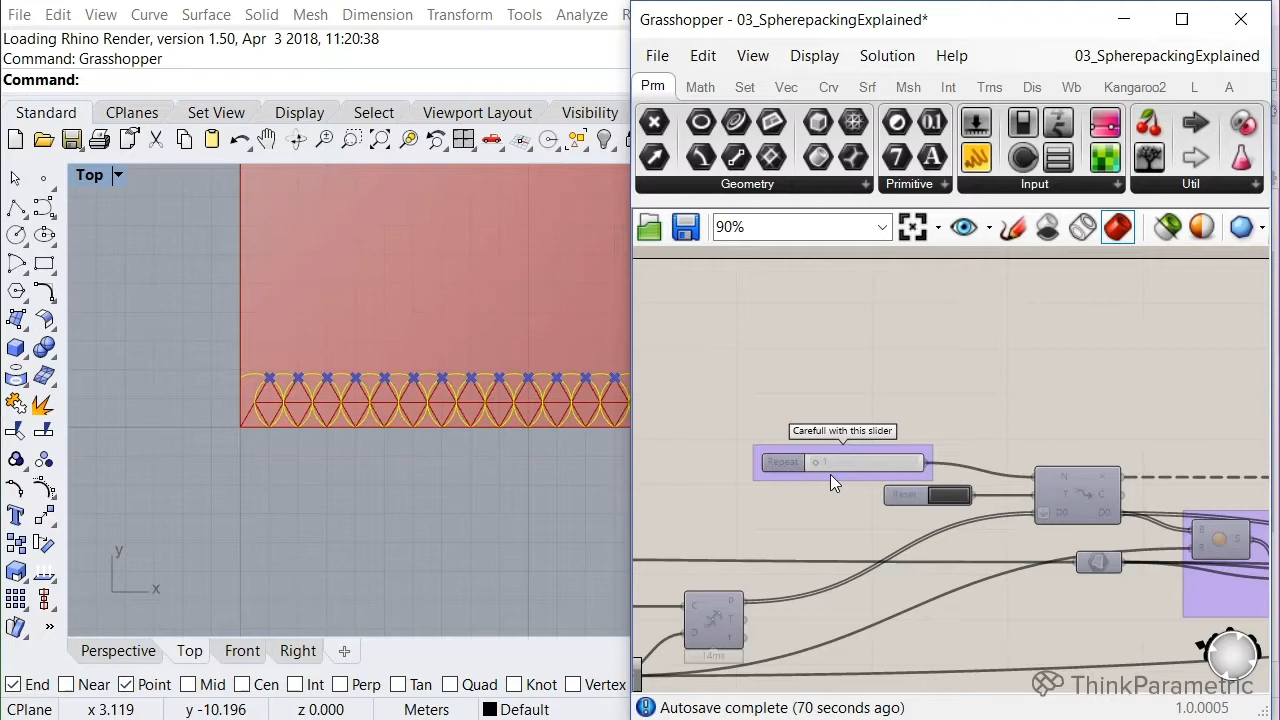 File Edit View Curve Surface Solid Mesh Dimension Transform Tools Analyze
Loading Rhino Render, version 1.50, Apr 3 2018, 11:20:38
Command: Grasshopper
Command:
Standard CPlanes Set View Display Select Viewport Layout Visibility
Top
y
x
Perspective Top Front Right
End Near Point Mid Cen Int Perp Tan Quad Knot Vertex
CPlane x 3.119 y -10.196 z 0.000 Meters Default
Grasshopper - 03_SpherepackingExplained*
File Edit View Display Solution Help 03_SpherepackingExplained
Prm Math Set Vec Crv Srf Msh Int Trns Dis Wb Kangaroo2 L A
Geometry Primitive Input Util
90%
Carefull with this slider
Repeat 1
N >
Reset T C
D0 D0
B S
R
C P
T
D T
14ms
ThinkParametric
Autosave complete (70 seconds ago) 1.0.0005